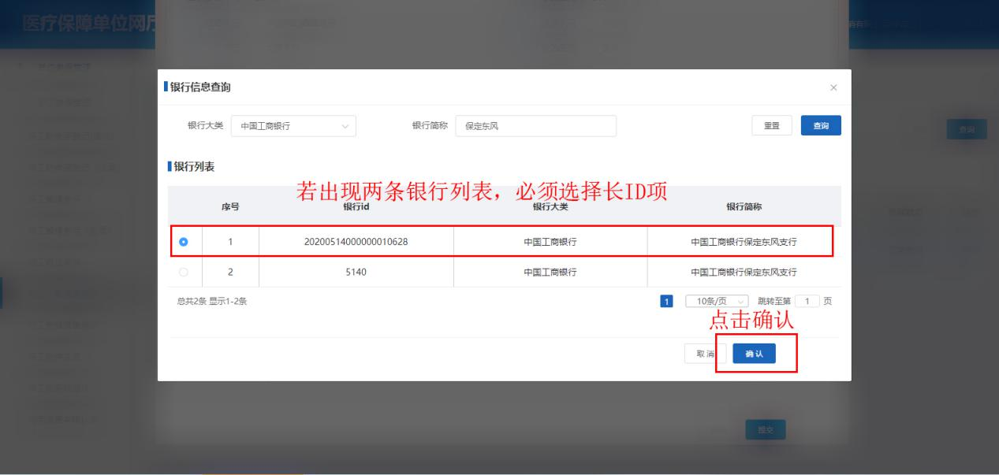 医疗保障单位网厅
银行信息查询
银行大类 中国工商银行 银行简称 保定东风 重置 查询
查询
银行列表
若出现两条银行列表，必须选择长ID项
序号 银行id 银行大类 银行简称
1 20200514000000010628 中国工商银行 中国工商银行保定东风支行
2 5140 中国工商银行 中国工商银行保定东风支行
总共2条 显示1-2条 1 10条/页 跳转至第 1 页
点击确认
取消 确认
提交